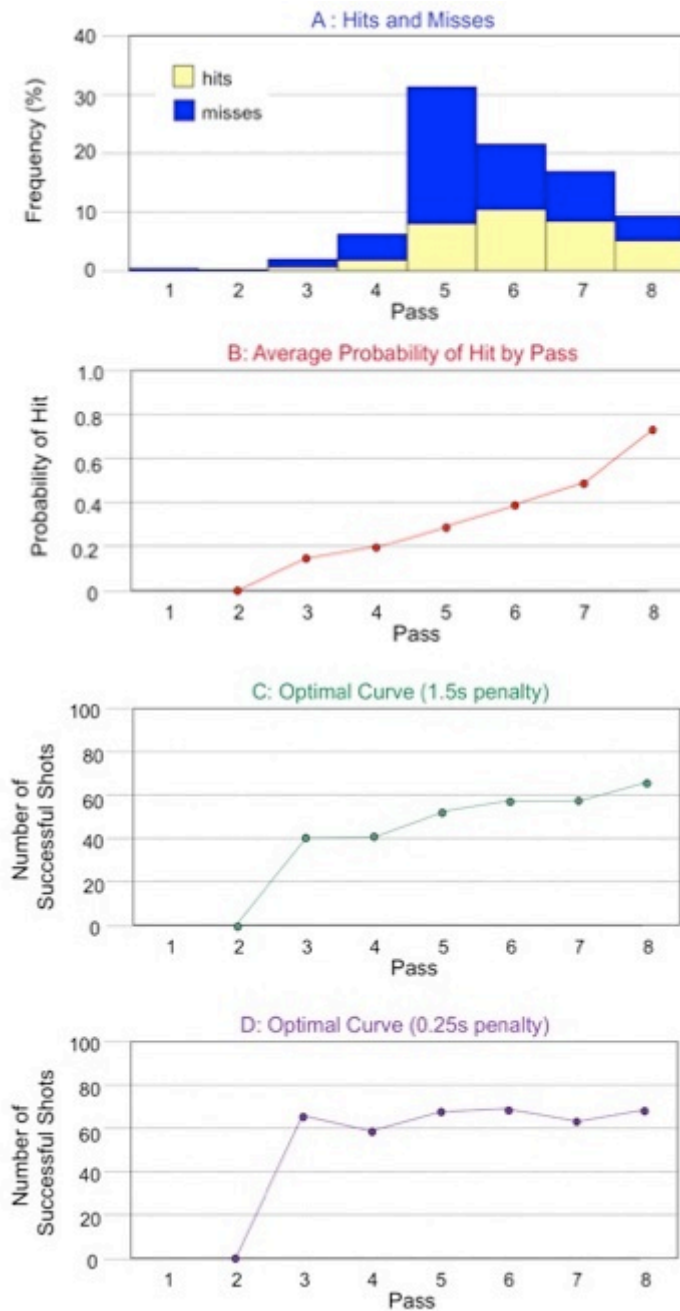 A : Hits and Misses
40
30
20
10
0
Frequency (%)
hits
misses
1 2 3 4 5 6 7 8
Pass
B: Average Probability of Hit by Pass
1.0
0.8
0.6
0.4
0.2
0
Probability of Hit
1 2 3 4 5 6 7 8
Pass
C: Optimal Curve (1.5s penalty)
100
80
60
40
20
0
Number of
Successful Shots
1 2 3 4 5 6 7 8
Pass
D: Optimal Curve (0.25s penalty)
100
80
60
40
20
0
Number of
Successful Shots
1 2 3 4 5 6 7 8
Pass